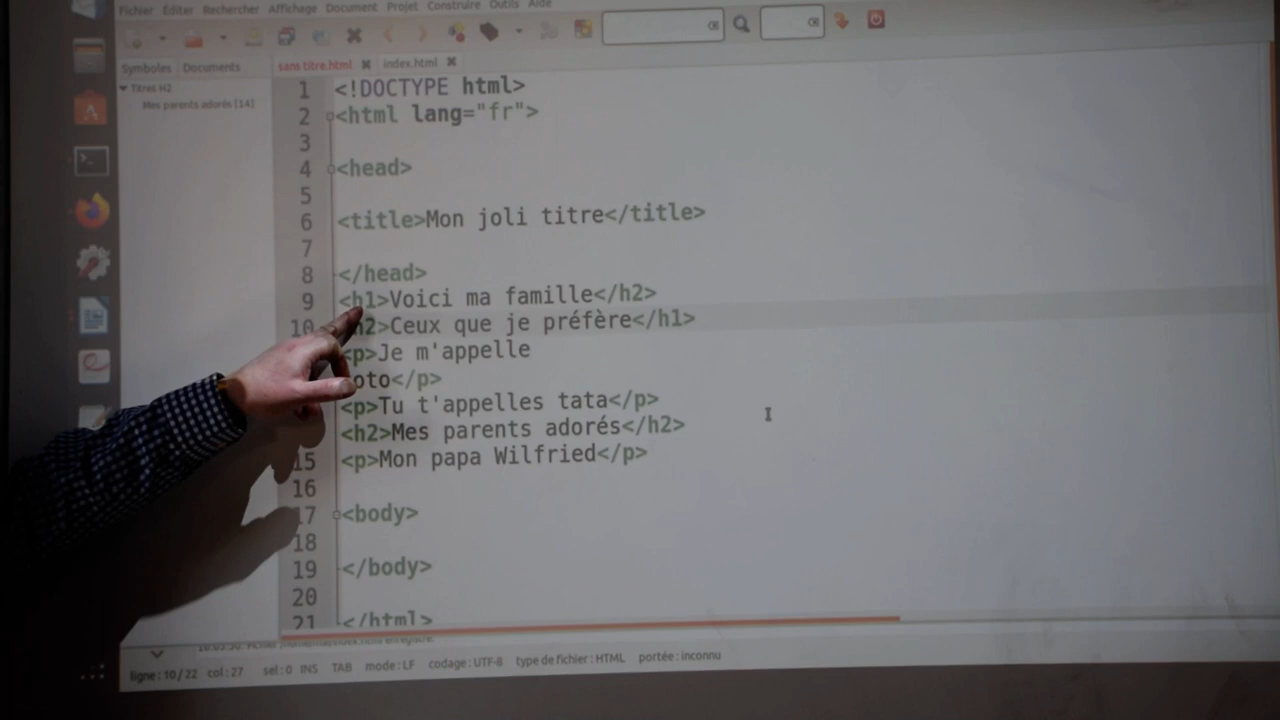 Fichier Éditer Rechercher Affichage Document Projet Construire Outils Aide
Symboles Documents
sans titre.html index.html
Titres H2
Mes parents adorés [14]
1 <!DOCTYPE html>
2 <html lang="fr">
3
4 <head>
5
6 <title>Mon joli titre</title>
7
8 </head>
9 <h1>Voici ma famille</h2>
10 h2>Ceux que je préfère</h1>
<p>Je m'appelle
oto</p>
<p>Tu t'appelles tata</p>
<h2>Mes parents adorés</h2>
15 <p>Mon papa Wilfried</p>
16
17 <body>
18
19 </body>
20
21 </html>
ligne : 10 / 22 col : 27 sel : 0 INS TAB mode : LF codage : UTF-8 type de fichier : HTML portée : inconnu